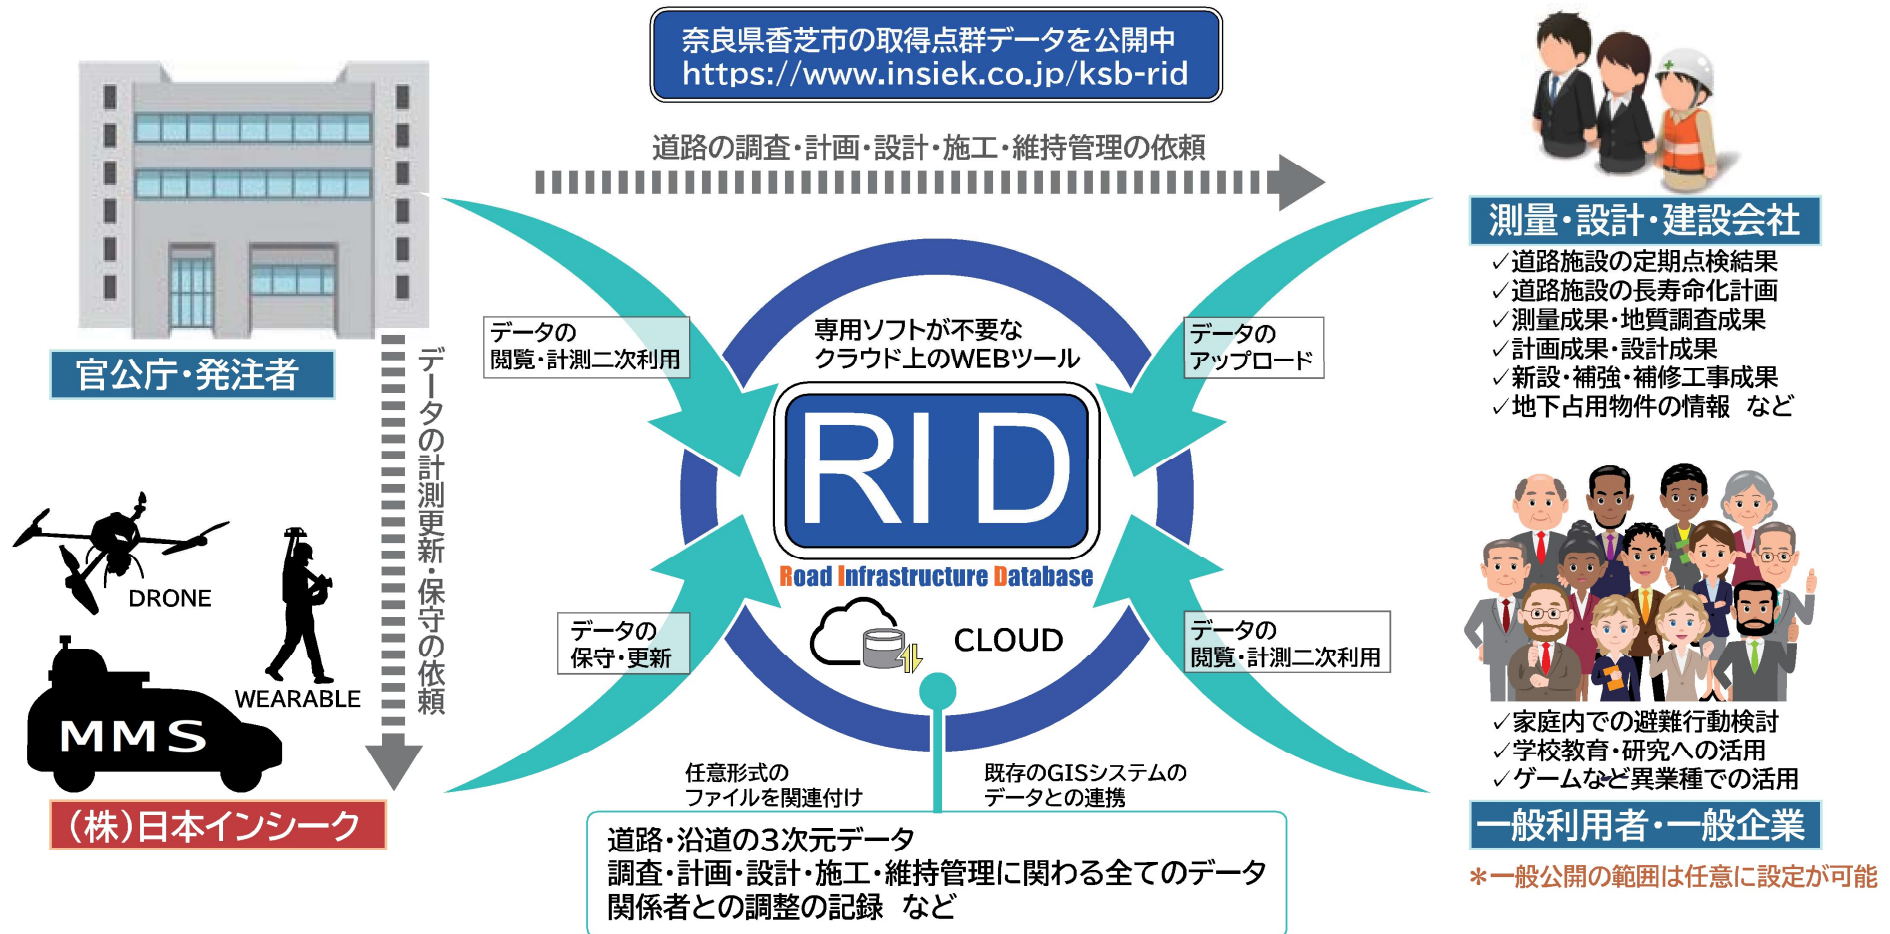 奈良県香芝市の取得点群データを公開中
https://www.insiek.co.jp/ksb-rid
道路の調査・計画・設計・施工・維持管理の依頼
官公庁・発注者
データの計測更新・保守の依頼
DRONE
WEARABLE
MMS
(株)日本インシーク
データの
閲覧・計測二次利用
データの
アップロード
専用ソフトが不要な
クラウド上のWEBツール
RID
Road Infrastructure Database
CLOUD
データの
保守・更新
データの
閲覧・計測二次利用
任意形式の
ファイルを関連付け
既存のGISシステムの
データとの連携
道路・沿道の3次元データ
調査・計画・設計・施工・維持管理に関わる全てのデータ
関係者との調整の記録 など
測量・設計・建設会社
✓道路施設の定期点検結果
✓道路施設の長寿命化計画
✓測量成果・地質調査成果
✓計画成果・設計成果
✓新設・補強・補修工事成果
✓地下占用物件の情報 など
✓家庭内での避難行動検討
✓学校教育・研究への活用
✓ゲームなど異業種での活用
一般利用者・一般企業
*一般公開の範囲は任意に設定が可能